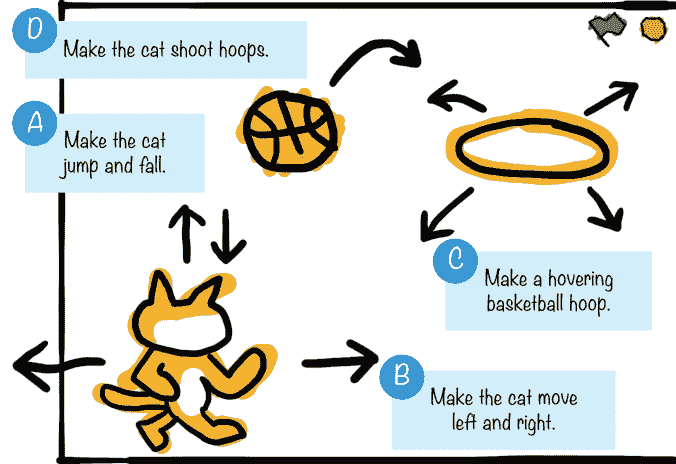 D
Make the cat shoot hoops.
A
Make the cat
jump and fall.
C
Make a hovering
basketball hoop.
B
Make the cat move
left and right.